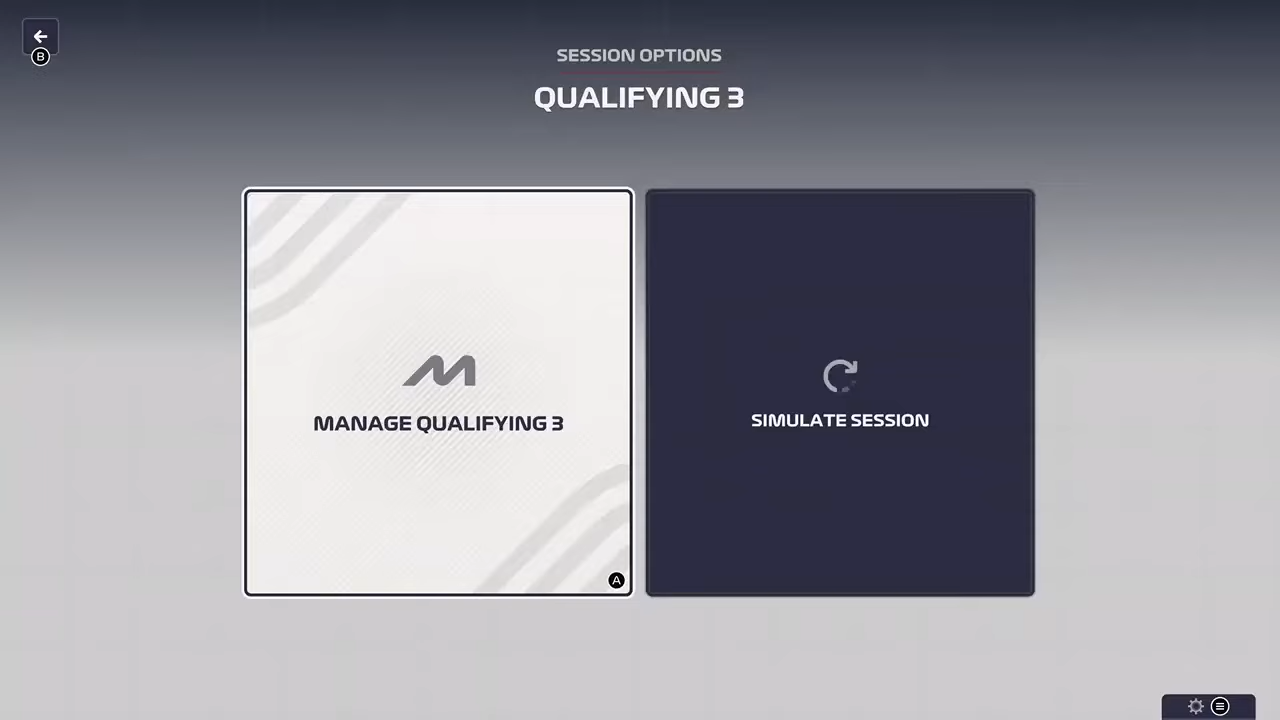 B
SESSION OPTIONS
QUALIFYING 3
MANAGE QUALIFYING 3
SIMULATE SESSION
A